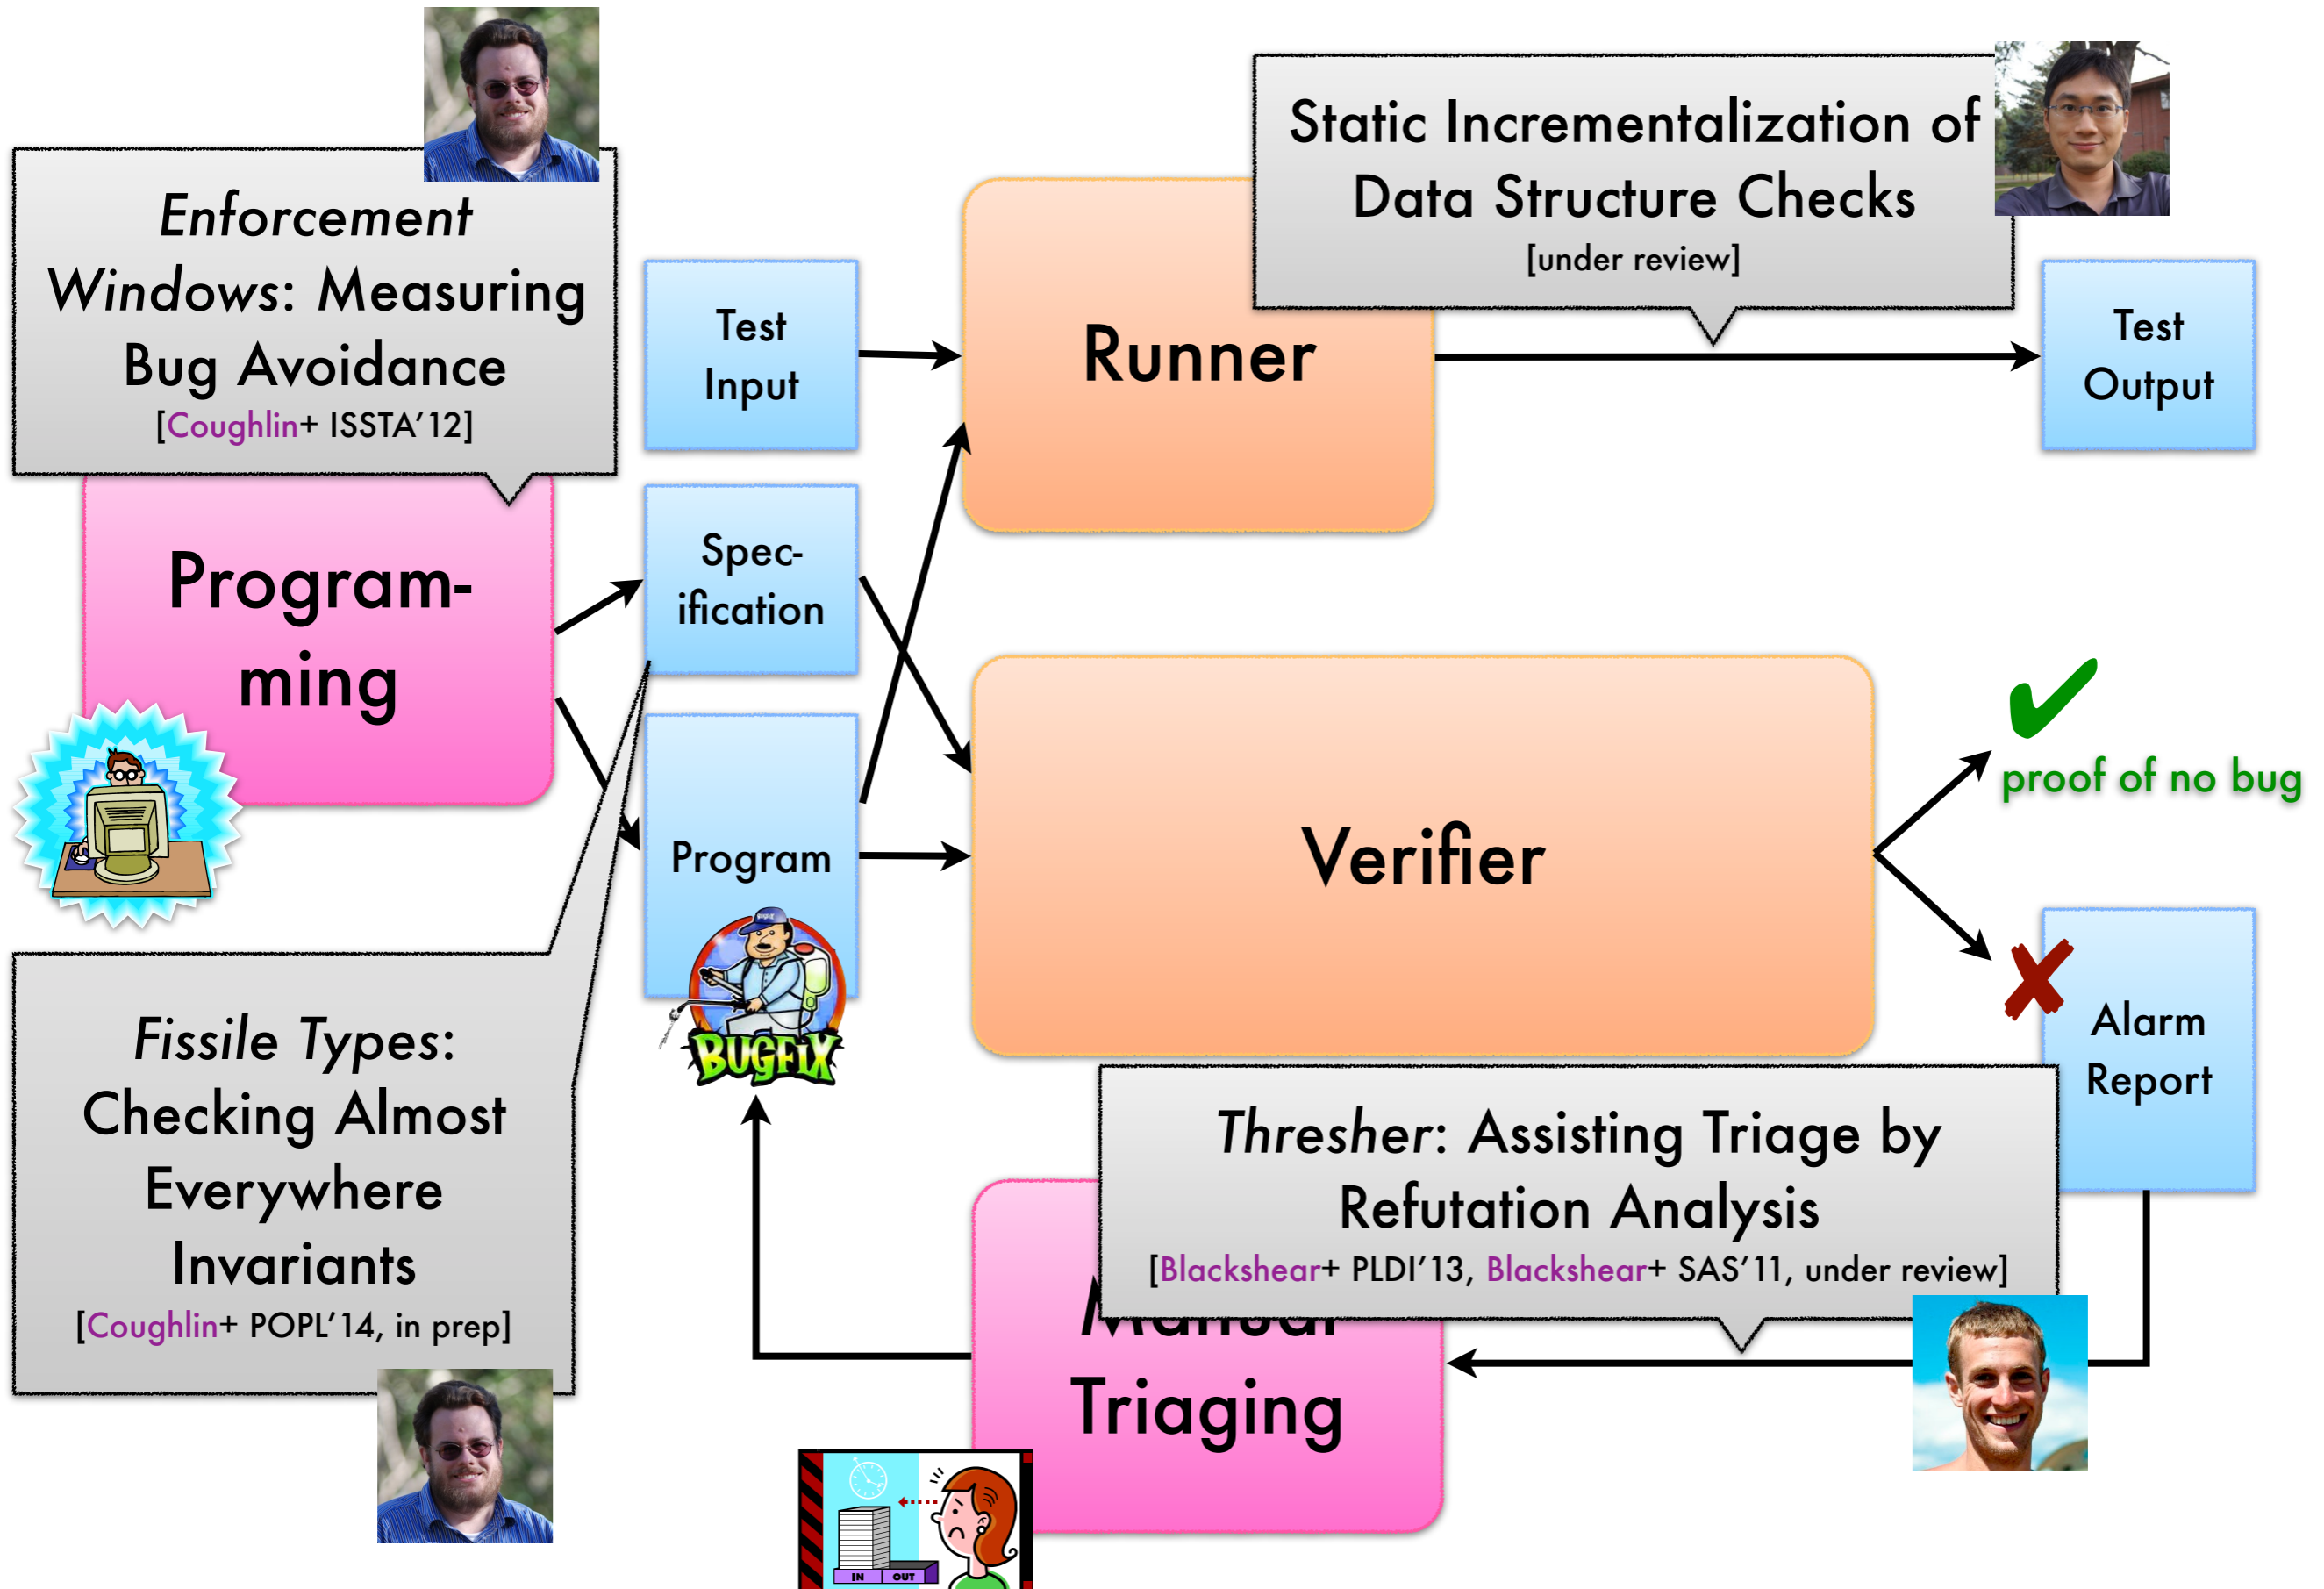 Enforcement
Windows: Measuring
Bug Avoidance
[Coughlin+ ISSTA'12]
Static Incrementalization of
Data Structure Checks
[under review]
Test
Input
Runner
Test
Output
Program-
ming
Spec-
ification
Program
BUGFIX
BUGFIX
Verifier
proof of no bug
Alarm
Report
Fissile Types:
Checking Almost
Everywhere
Invariants
[Coughlin+ POPL'14, in prep]
Thresher: Assisting Triage by
Refutation Analysis
[Blackshear+ PLDI'13, Blackshear+ SAS'11, under review]
Manual
Triaging
IN OUT